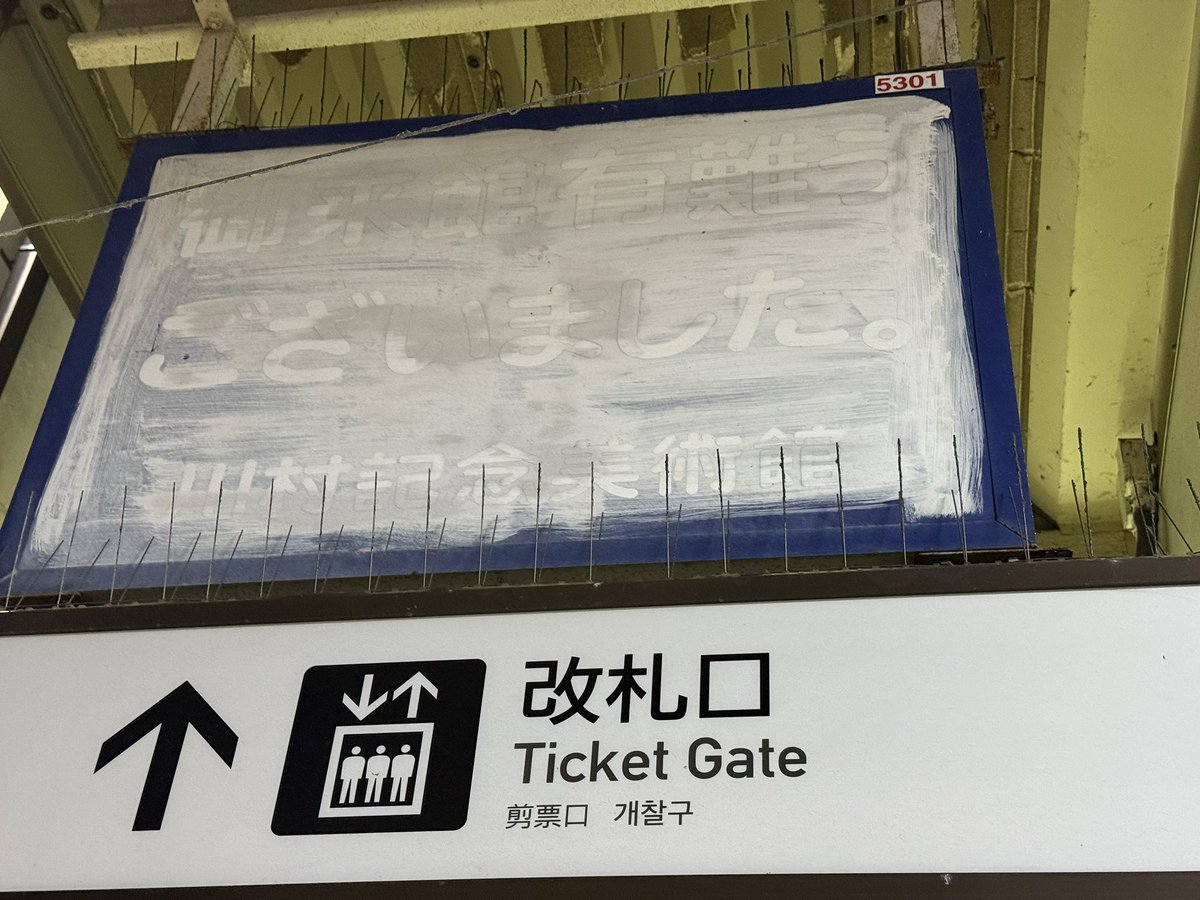 5301
御来館有難う
ございました。
川村記念美術館
改札口
Ticket Gate
剪票口 개찰구